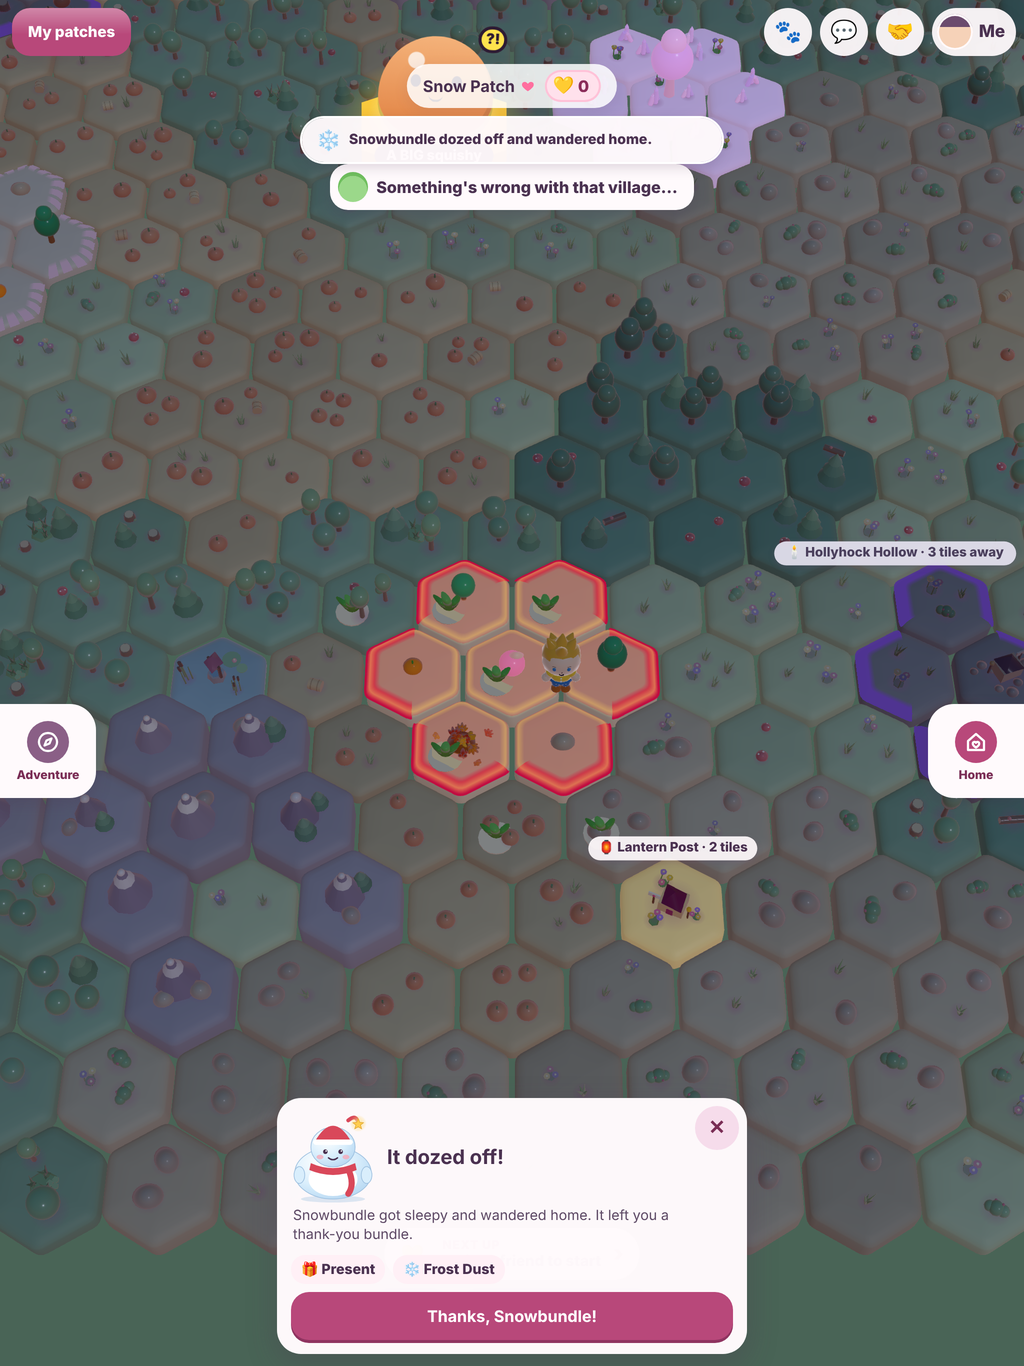 My patches
?!
💬
Me
Snow Patch ❤ 💛 0
Snowbundle dozed off and wandered home.
Something's wrong with that village...
Hollyhock Hollow · 3 tiles away
Adventure
Home
Lantern Post · 2 tiles
It dozed off!
Snowbundle got sleepy and wandered home. It left you a
thank-you bundle.
Present
Frost Dust
Thanks, Snowbundle!